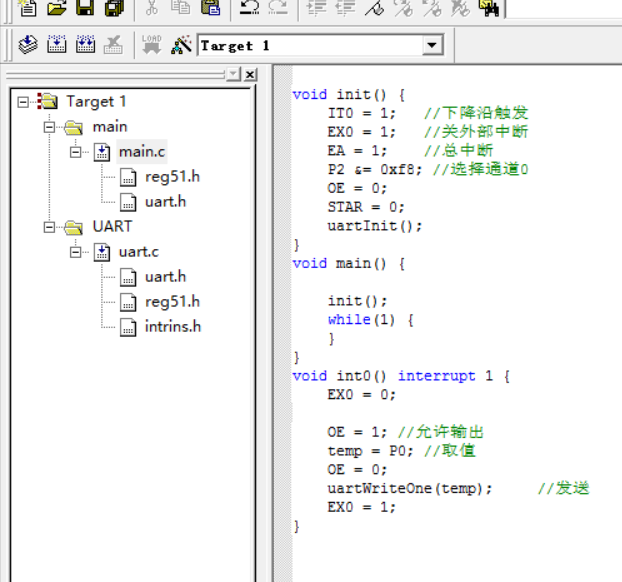 LOAD
Target 1
Target 1
main
main.c
reg51.h
uart.h
UART
uart.c
uart.h
reg51.h
intrins.h
void init() {
IT0 = 1; //下降沿触发
EX0 = 1; //关外部中断
EA = 1; //总中断
P2 &= 0xf8; //选择通道0
OE = 0;
STAR = 0;
uartInit();
}
void main() {
init();
while(1) {
}
}
void int0() interrupt 1 {
EX0 = 0;
OE = 1; //允许输出
temp = P0; //取值
OE = 0;
uartWriteOne(temp); //发送
EX0 = 1;
}